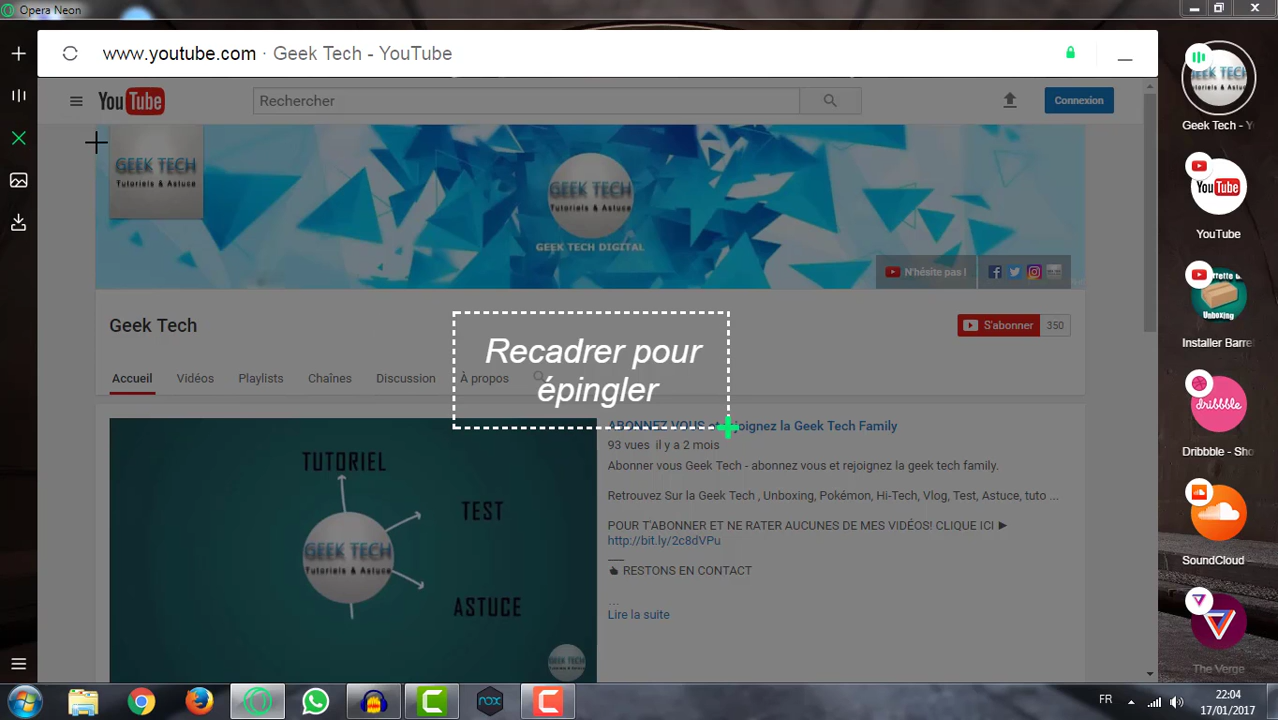 Opera Neon
www.youtube.com · Geek Tech - YouTube
YouTube
Rechercher
Connexion
GEEK TECH
Tutoriels & Astuce
GEEK TECH
Tutoriels & Astuce
GEEK TECH DIGITAL
N'hésite pas !
Geek Tech
S'abonner 350
Recadrer pour
épingler
Accueil Vidéos Playlists Chaînes Discussion À propos
ABONNEZ VOUS et rejoignez la Geek Tech Family
93 vues il y a 2 mois
Abonner vous Geek Tech - abonnez vous et rejoignez la geek tech family.
Retrouvez Sur la Geek Tech , Unboxing, Pokémon, Hi-Tech, Vlog, Test, Astuce, tuto ...
POUR T'ABONNER ET NE RATER AUCUNES DE MES VIDÉOS! CLIQUE ICI ►
http://bit.ly/2c8dVPu
RESTONS EN CONTACT
...
Lire la suite
TUTORIEL
TEST
GEEK TECH
Tutoriels & Astuce
ASTUCE
GEEK TECH
Geek Tech - Y
YouTube
YouTube
Unboxing
Installer Barre
dribbble
Dribbble - Sho
SoundCloud –
The Verge
nox
FR
22:04
17/01/2017